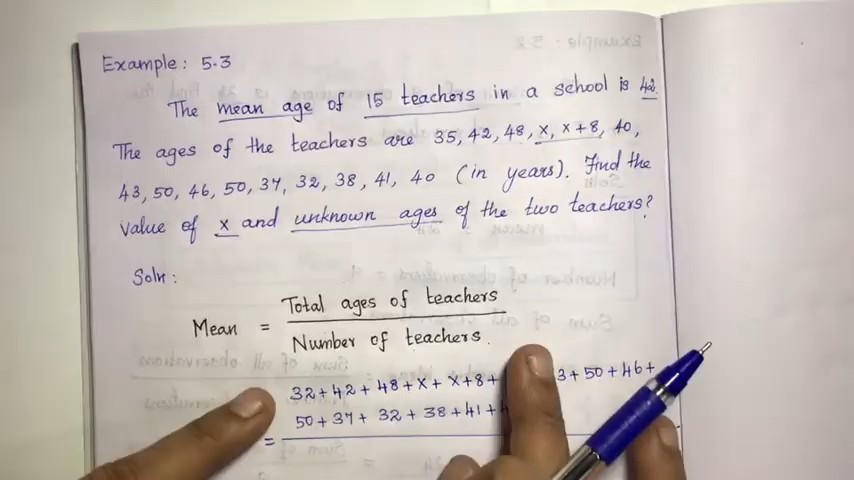 Example: 5.3
The mean age of 15 teachers in a school is 42.
The ages of the teachers are 35, 42, 48, x, x+8, 40,
43, 50, 46, 50, 37, 32, 38, 41, 40 (in years). Find the
value of x and unknown ages of the two teachers?
Soln:
Mean = Total ages of teachers
Number of teachers.
32+42+48+x+x+8+ 3+50+46+
= 50+37+32+38+41+